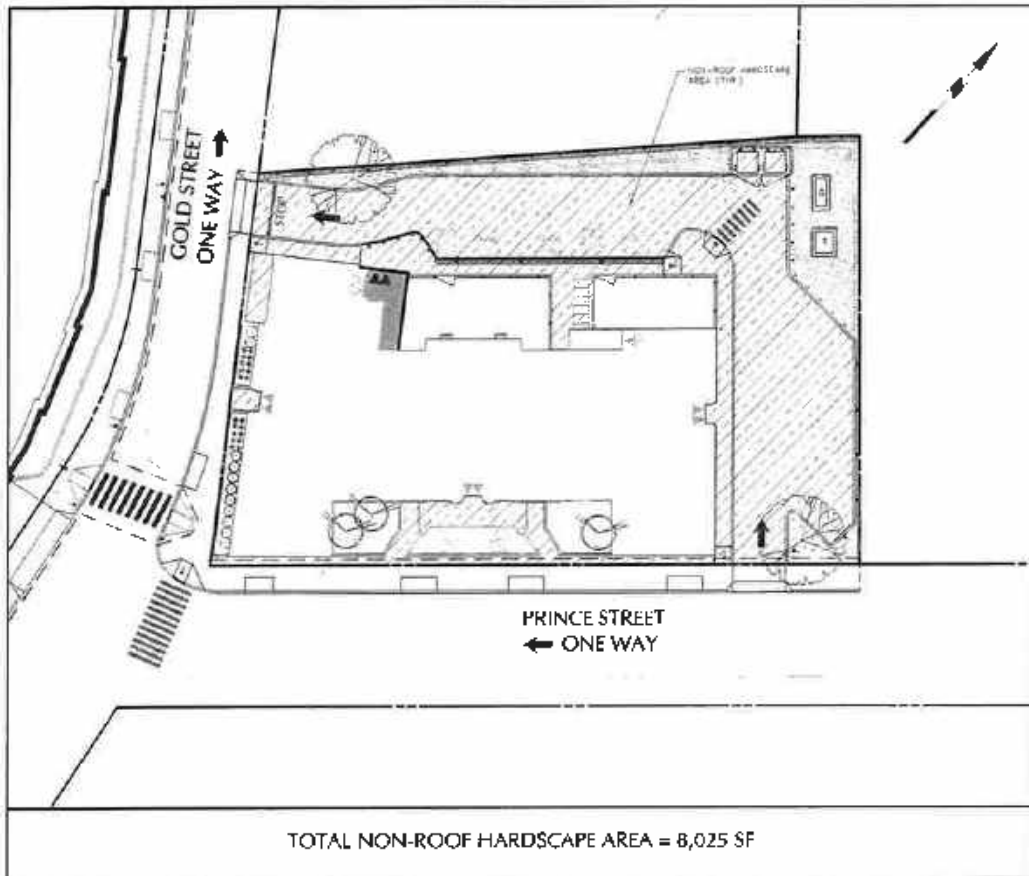 NON-ROOF HARDSCAPE
AREA (TYP.)
GOLD STREET
ONE WAY
STOP
PRINCE STREET
ONE WAY
TOTAL NON-ROOF HARDSCAPE AREA = 8,025 SF